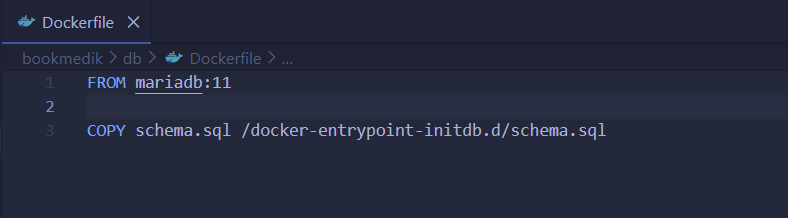 Dockerfile ×
bookmedik > db > Dockerfile > ...
1 FROM mariadb:11
2
3 COPY schema.sql /docker-entrypoint-initdb.d/schema.sql